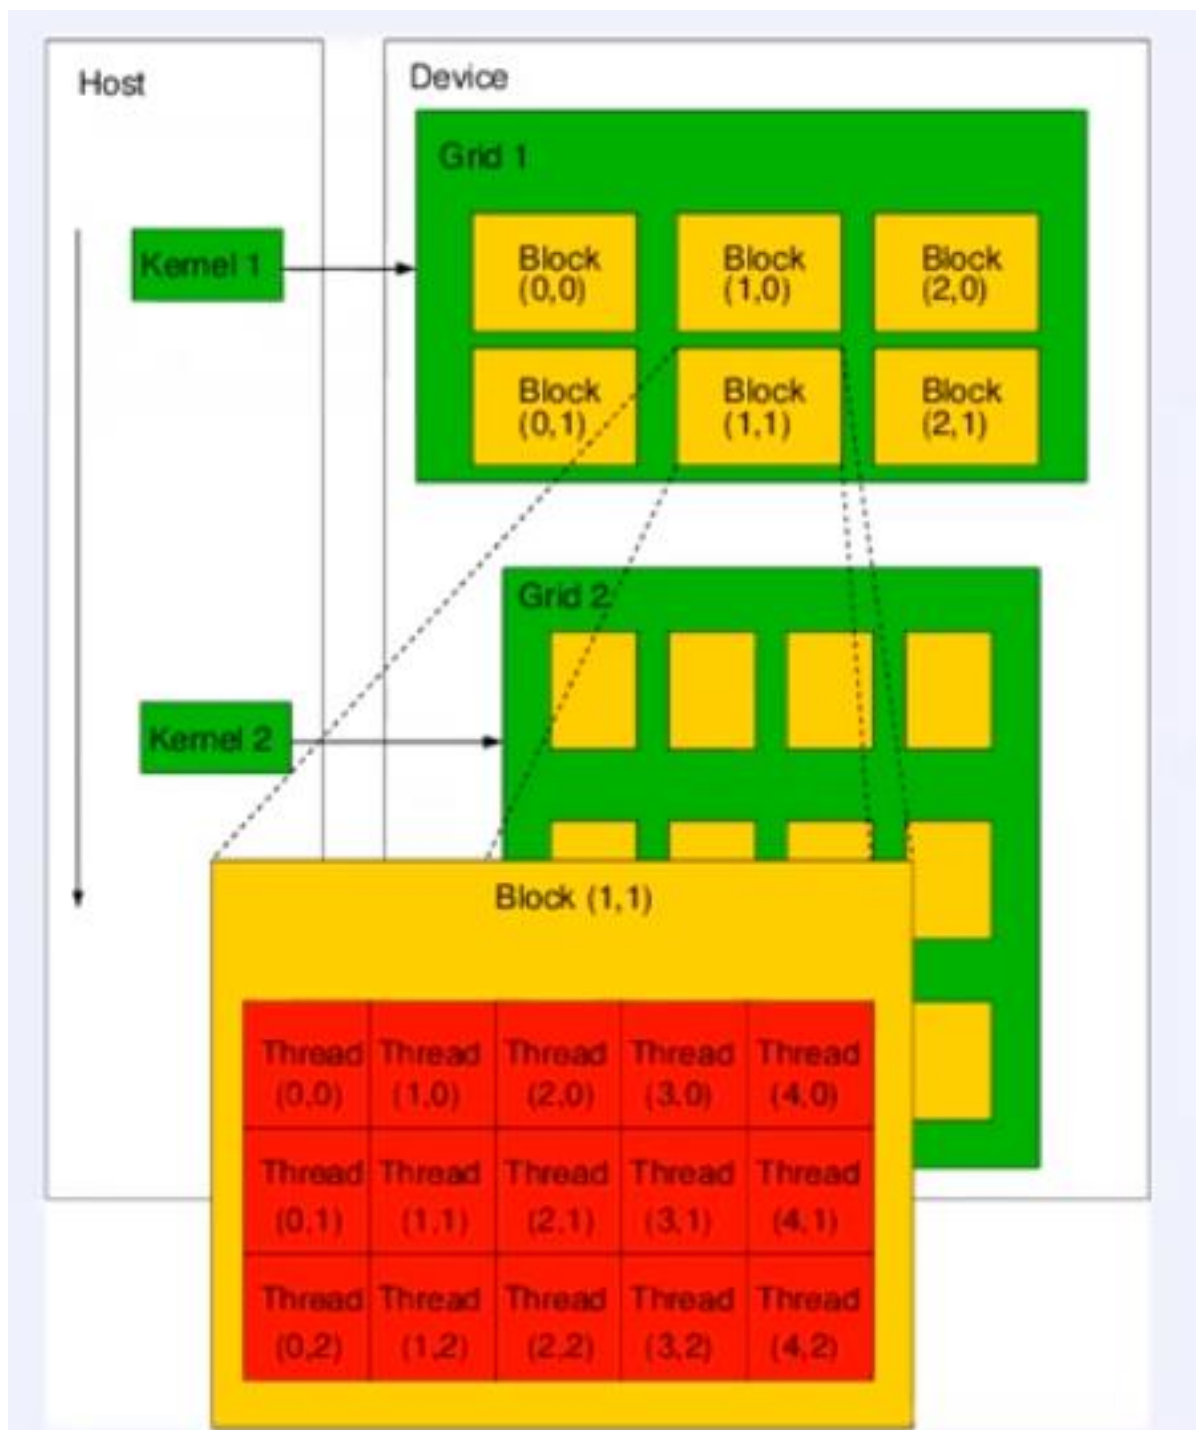 Host
Device
Grid 1
Kernel 1
Block
(0,0)
Block
(1,0)
Block
(2,0)
Block
(0,1)
Block
(1,1)
Block
(2,1)
Grid 2
Kernel 2
Block (1,1)
Thread
(0,0)
Thread
(1,0)
Thread
(2,0)
Thread
(3,0)
Thread
(4,0)
Thread
(0,1)
Thread
(1,1)
Thread
(2,1)
Thread
(3,1)
Thread
(4,1)
Thread
(0,2)
Thread
(1,2)
Thread
(2,2)
Thread
(3,2)
Thread
(4,2)